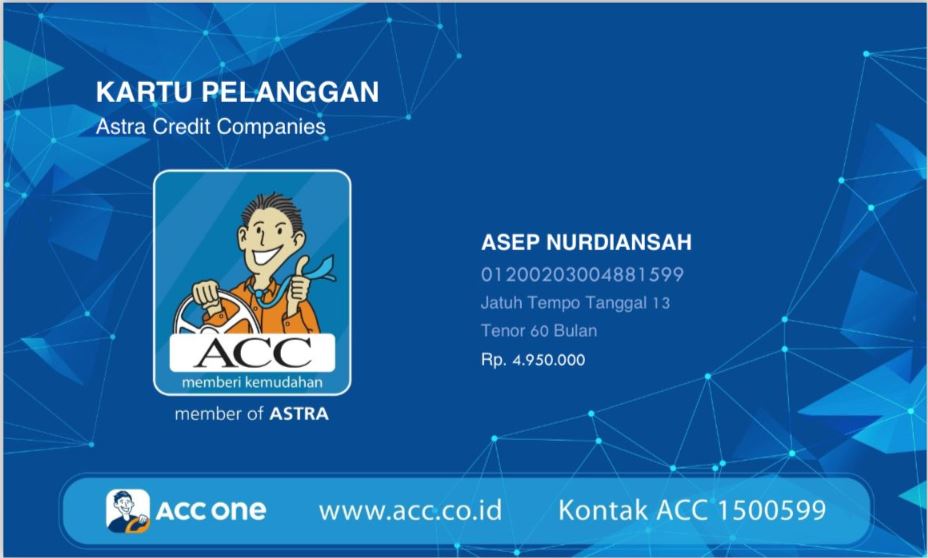 KARTU PELANGGAN
Astra Credit Companies
ACC
memberi kemudahan
member of ASTRA
ASEP NURDIANSAH
01200203004881599
Jatuh Tempo Tanggal 13
Tenor 60 Bulan
Rp. 4.950.000
ACC one www.acc.co.id Kontak ACC 1500599